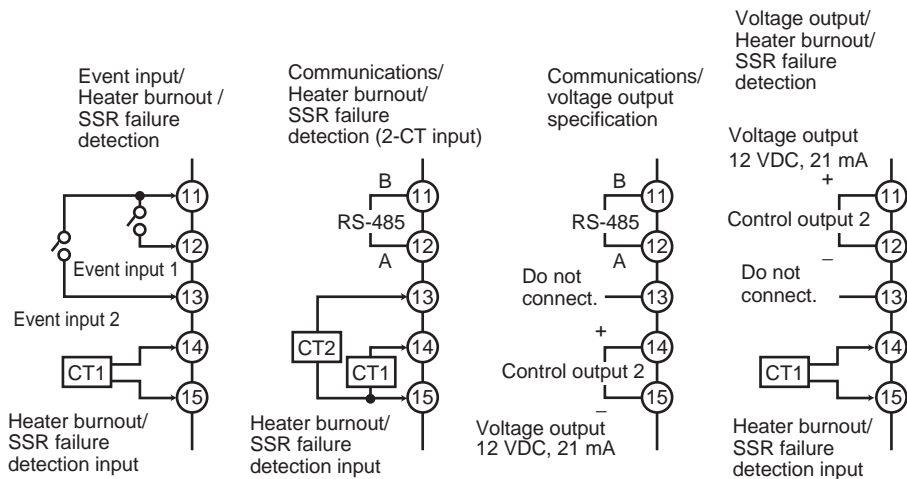 Event input/
Heater burnout /
SSR failure
detection
11
12
Event input 1
13
Event input 2
14
CT1
15
Heater burnout/
SSR failure
detection input
Communications/
Heater burnout/
SSR failure
detection (2-CT input)
B
11
RS-485
12
A
13
CT2
14
CT1
15
Heater burnout/
SSR failure
detection input
Communications/
voltage output
specification
B
11
RS-485
12
A
Do not
connect.
13
+
14
Control output 2
15
–
Voltage output
12 VDC, 21 mA
Voltage output/
Heater burnout/
SSR failure
detection
Voltage output
12 VDC, 21 mA
+
11
Control output 2
12
–
Do not
connect.
13
14
CT1
15
Heater burnout/
SSR failure
detection input